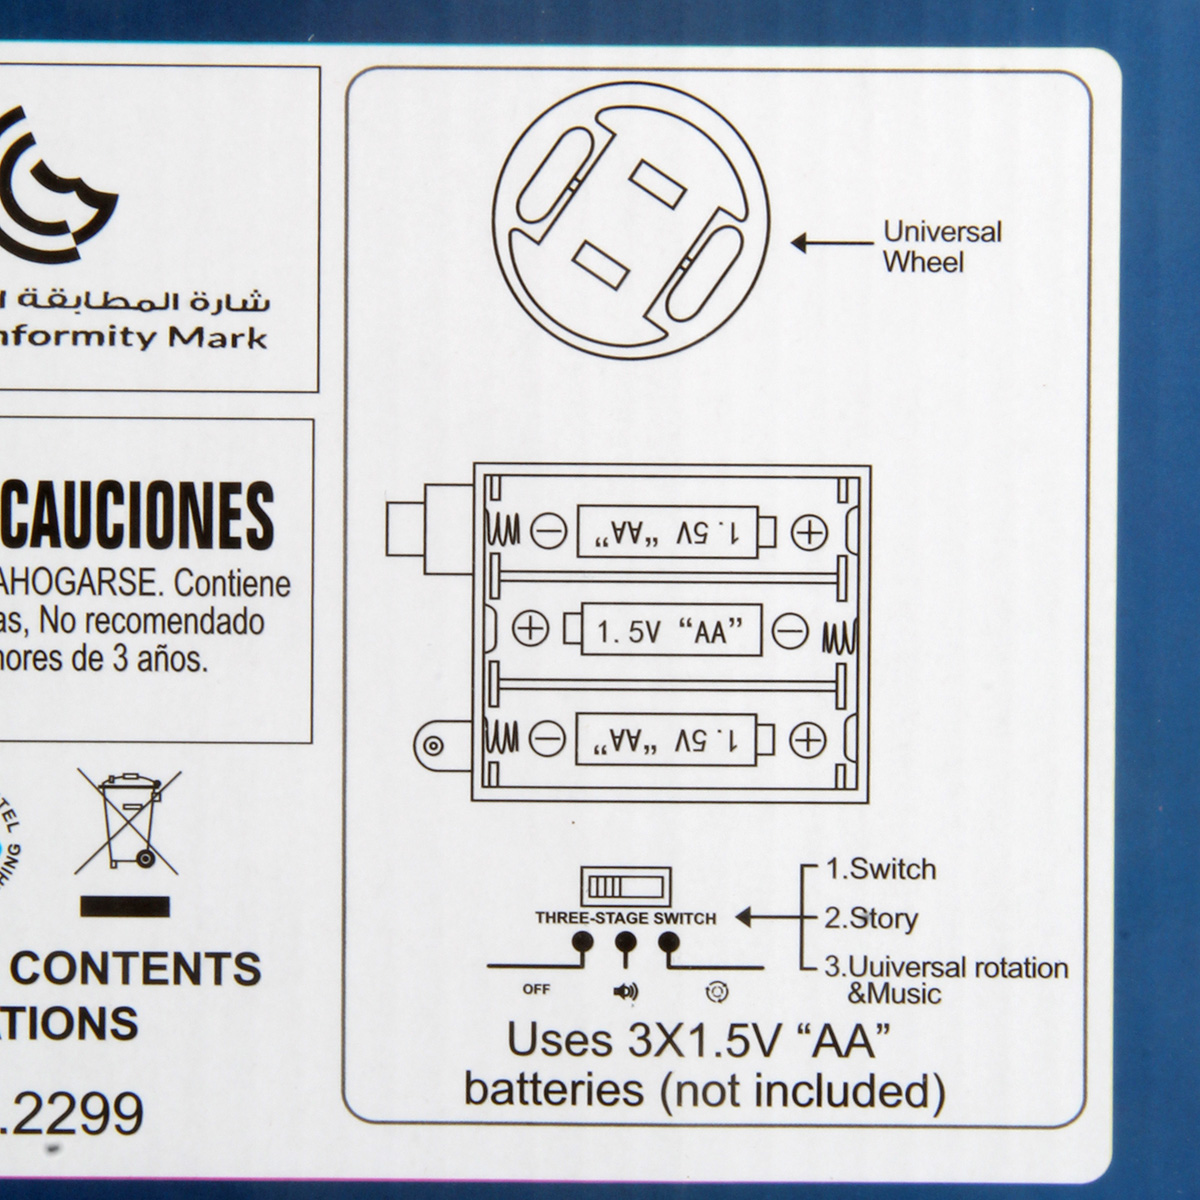 شارة المطابقة
nformity Mark
CAUCIONES
AHOGARSE. Contiene
as, No recomendado
nores de 3 años.
TEL
HING
CONTENTS
TIONS
.2299
Universal
Wheel
1.5V “AA”
1.5V “AA”
1.5V “AA”
THREE-STAGE SWITCH
OFF
1.Switch
2.Story
3.Uuiversal rotation
&Music
Uses 3X1.5V “AA”
batteries (not included)